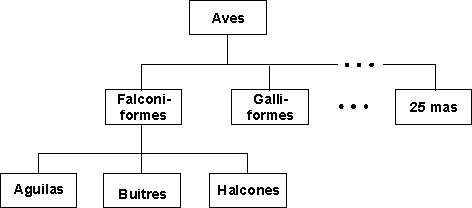 Aves
Falconi-
formes
Galli-
formes
25 mas
Aguilas
Buitres
Halcones